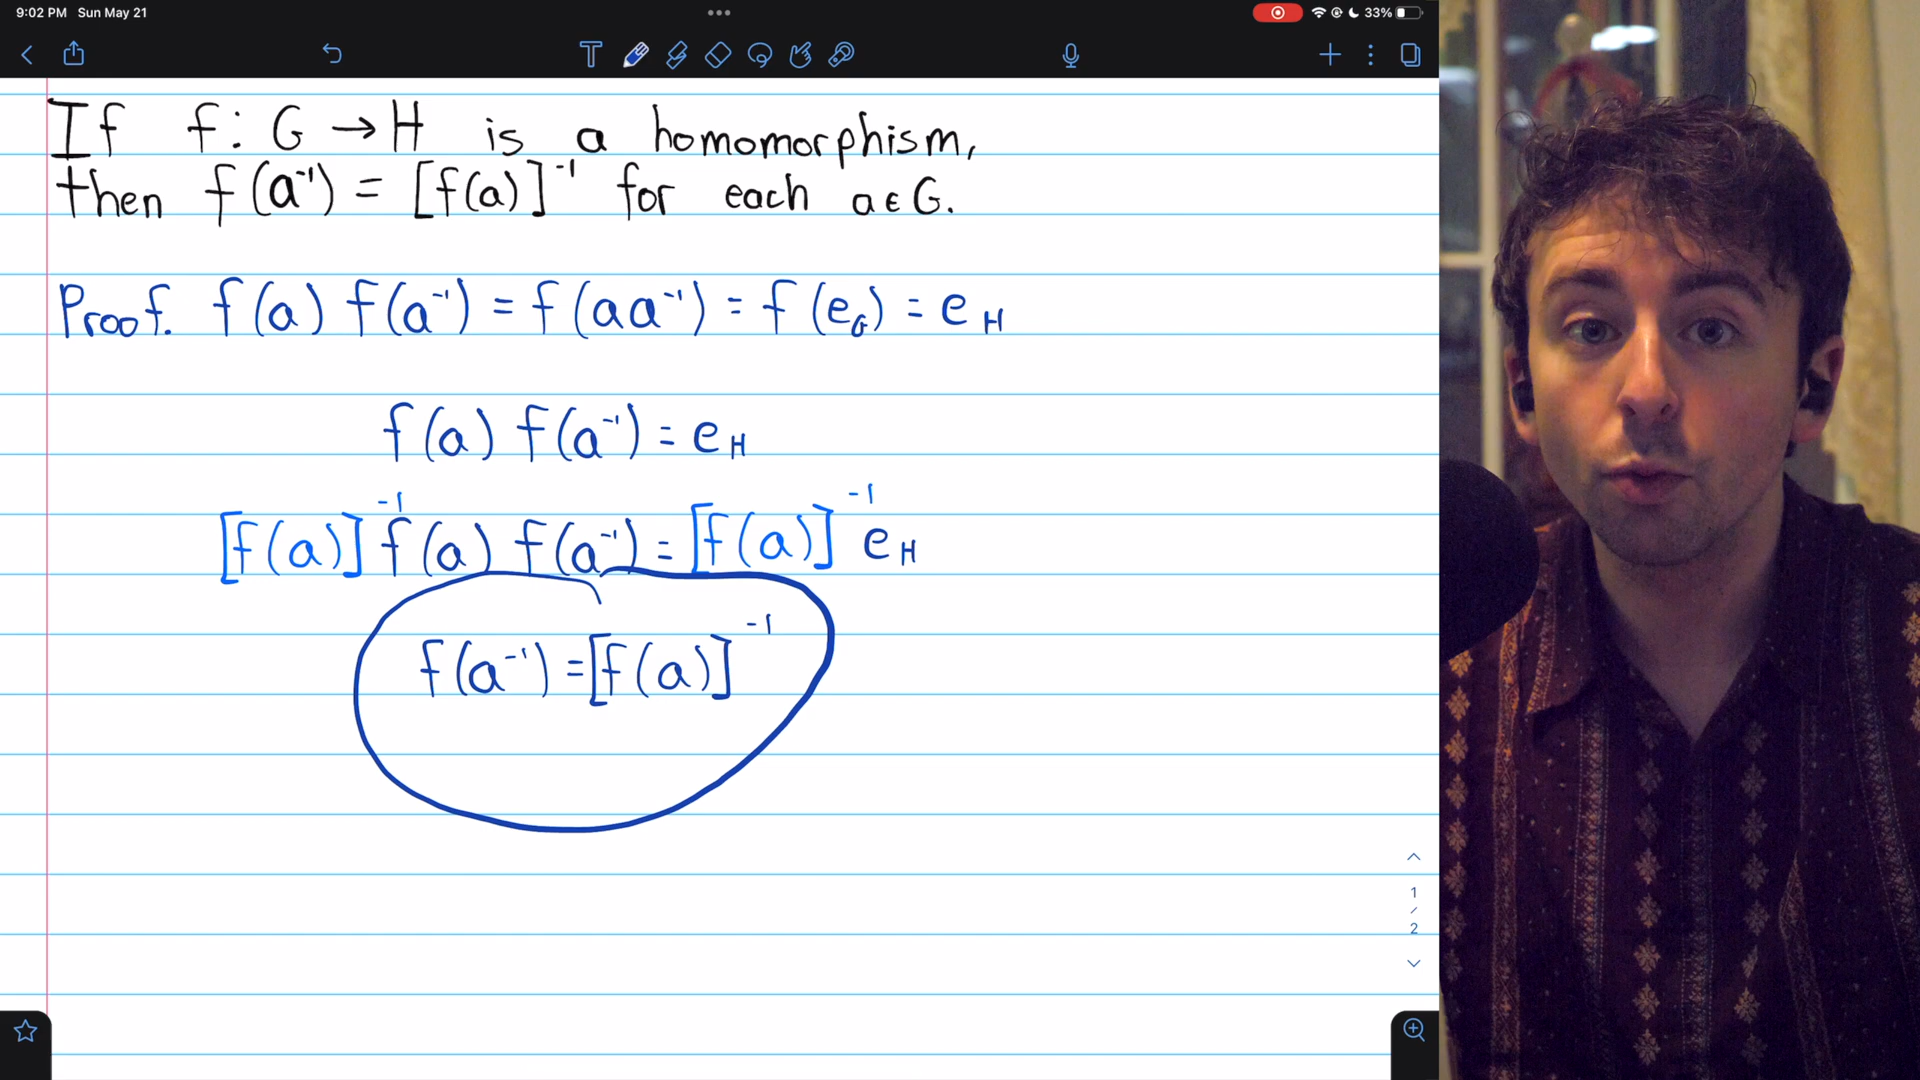 9:02 PM Sun May 21
33%
If f: G → H is a homomorphism,
then f(a⁻¹) = [f(a)]⁻¹ for each a ∈ G.
Proof. f(a) f(a⁻¹) = f(aa⁻¹) = f(e_G) = e_H
f(a) f(a⁻¹) = e_H
[f(a)]⁻¹ f(a) f(a⁻¹) = [f(a)]⁻¹ e_H
f(a⁻¹) = [f(a)]⁻¹
1
/
2